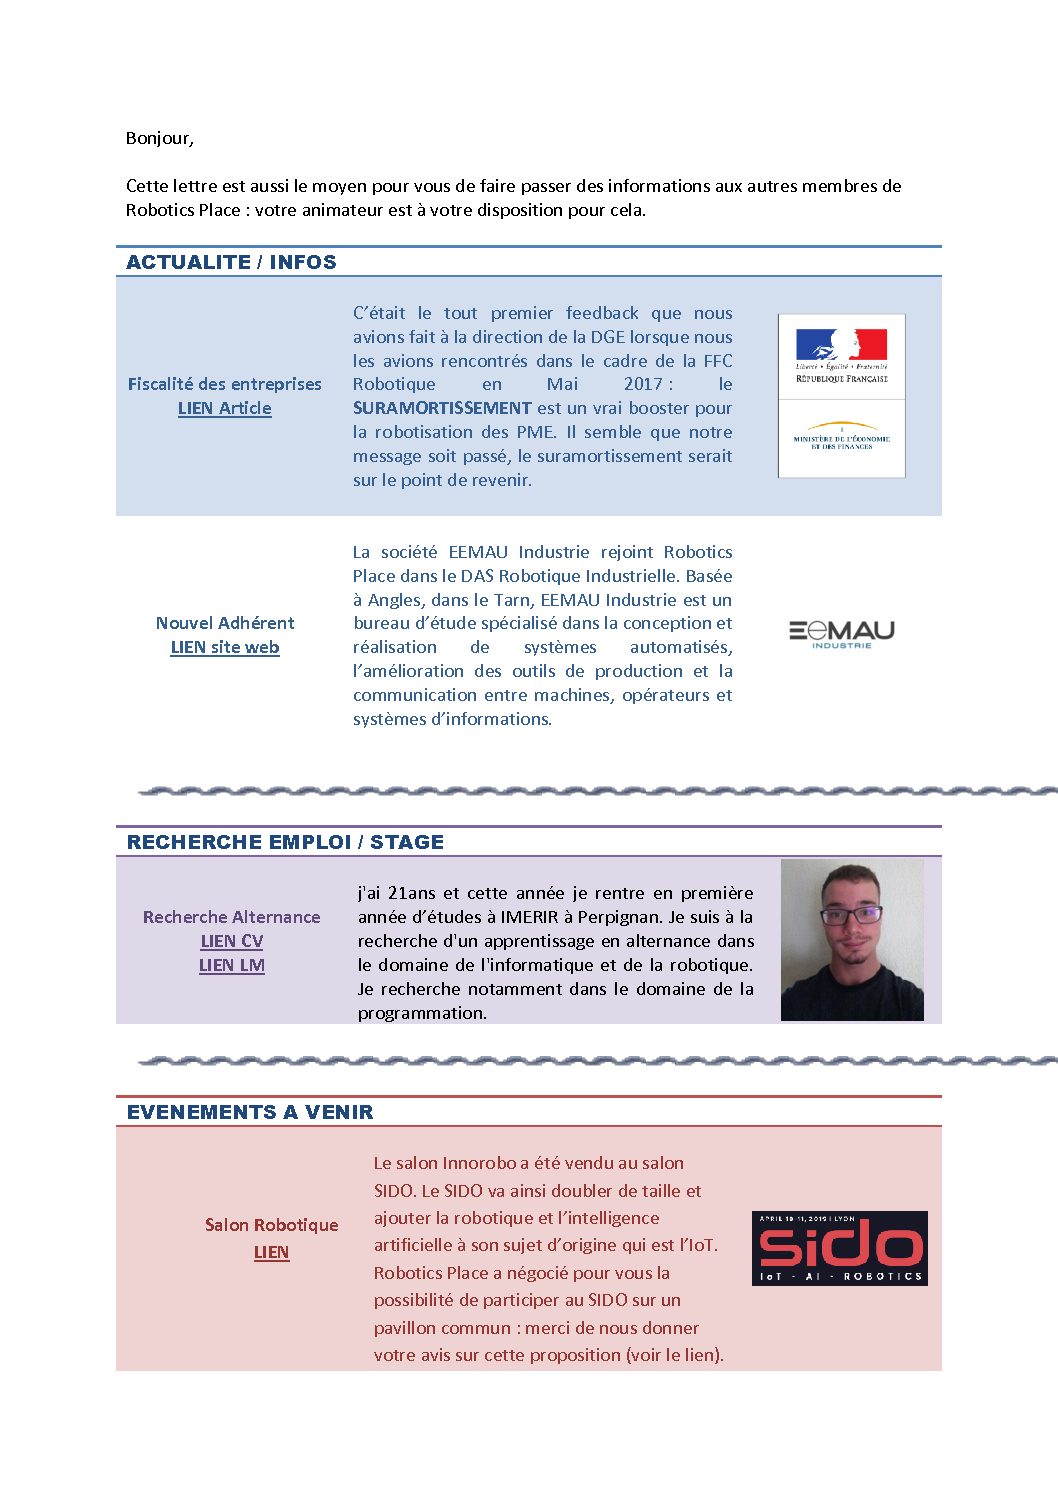 Bonjour,
Cette lettre est aussi le moyen pour vous de faire passer des informations aux autres membres de
Robotics Place : votre animateur est à votre disposition pour cela.
ACTUALITE / INFOS
Fiscalité des entreprises
LIEN Article
C’était le tout premier feedback que nous
avions fait à la direction de la DGE lorsque nous
les avions rencontrés dans le cadre de la FFC
Robotique en Mai 2017 : le
SURAMORTISSEMENT est un vrai booster pour
la robotisation des PME. Il semble que notre
message soit passé, le suramortissement serait
sur le point de revenir.
Liberté • Égalité • Fraternité
RÉPUBLIQUE FRANÇAISE
MINISTÈRE DE L'ÉCONOMIE
ET DES FINANCES
Nouvel Adhérent
LIEN site web
La société EEMAU Industrie rejoint Robotics
Place dans le DAS Robotique Industrielle. Basée
à Angles, dans le Tarn, EEMAU Industrie est un
bureau d’étude spécialisé dans la conception et
réalisation de systèmes automatisés,
l’amélioration des outils de production et la
communication entre machines, opérateurs et
systèmes d’informations.
EeMAU
INDUSTRIE
RECHERCHE EMPLOI / STAGE
Recherche Alternance
LIEN CV
LIEN LM
j'ai 21ans et cette année je rentre en première
année d’études à IMERIR à Perpignan. Je suis à la
recherche d'un apprentissage en alternance dans
le domaine de l'informatique et de la robotique.
Je recherche notamment dans le domaine de la
programmation.
EVENEMENTS A VENIR
Salon Robotique
LIEN
Le salon Innorobo a été vendu au salon
SIDO. Le SIDO va ainsi doubler de taille et
ajouter la robotique et l’intelligence
artificielle à son sujet d’origine qui est l’IoT.
Robotics Place a négocié pour vous la
possibilité de participer au SIDO sur un
pavillon commun : merci de nous donner
votre avis sur cette proposition (voir le lien).
APRIL 10-11, 2019 | LYON
sido
IoT - AI - ROBOTICS